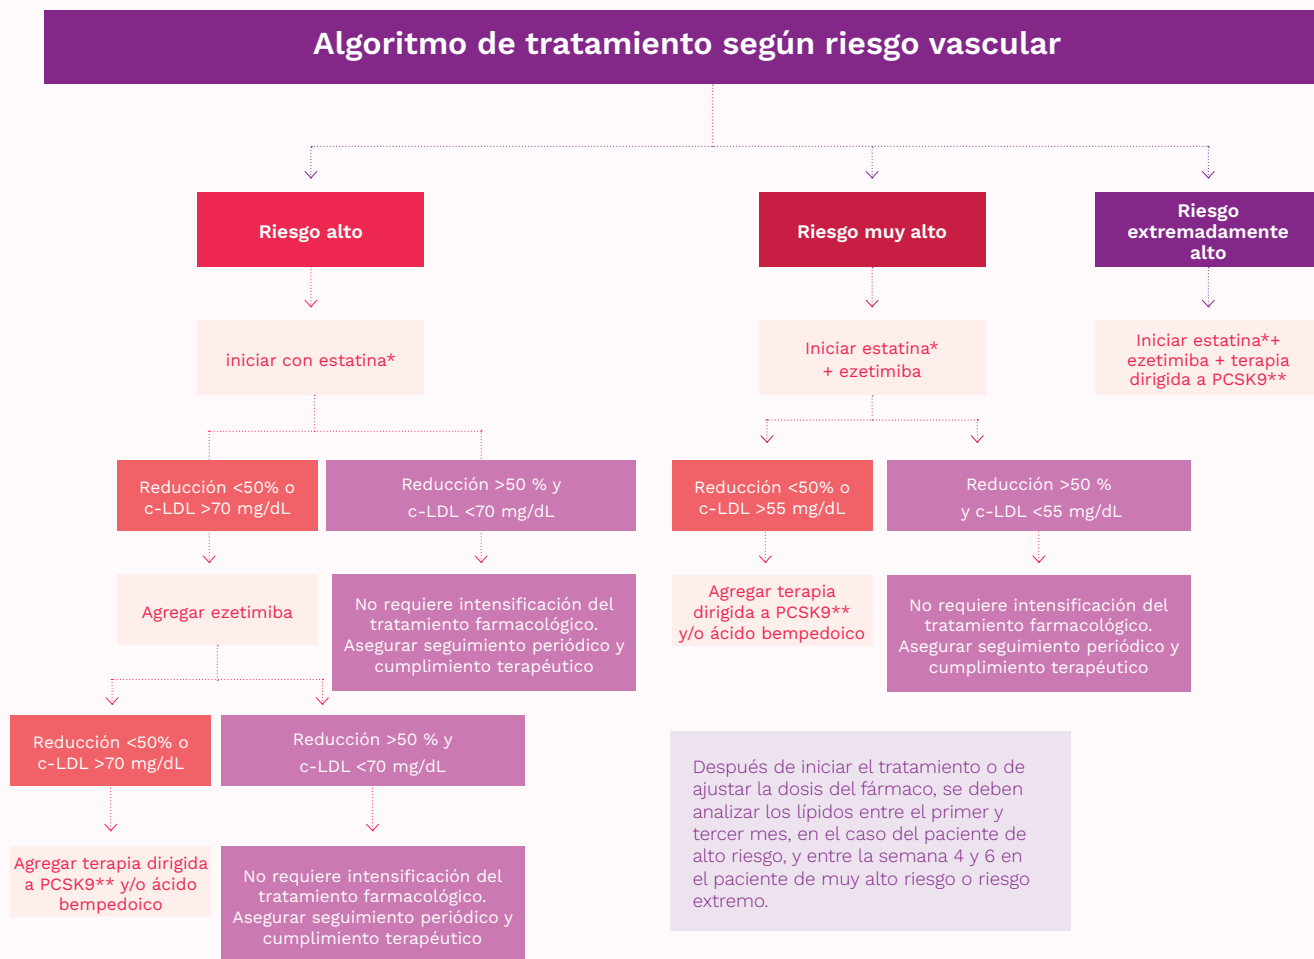 Algoritmo de tratamiento según riesgo vascular
Riesgo alto
Riesgo muy alto
Riesgo
extremadamente
alto
iniciar con estatina*
Iniciar estatina*
+ ezetimiba
Iniciar estatina*+
ezetimiba + terapia
dirigida a PCSK9**
Reducción <50% o
c-LDL >70 mg/dL
Reducción >50 % y
c-LDL <70 mg/dL
Reducción <50% o
c-LDL >55 mg/dL
Reducción >50 %
y c-LDL <55 mg/dL
Agregar ezetimiba
No requiere intensificación del
tratamiento farmacológico.
Asegurar seguimiento periódico y
cumplimiento terapéutico
Agregar terapia
dirigida a PCSK9**
y/o ácido bempedoico
No requiere intensificación del
tratamiento farmacológico.
Asegurar seguimiento periódico y
cumplimiento terapéutico
Reducción <50% o
c-LDL >70 mg/dL
Reducción >50 % y
c-LDL <70 mg/dL
Agregar terapia dirigida
a PCSK9** y/o ácido
bempedoico
No requiere intensificación del
tratamiento farmacológico.
Asegurar seguimiento periódico y
cumplimiento terapéutico
Después de iniciar el tratamiento o de
ajustar la dosis del fármaco, se deben
analizar los lípidos entre el primer y
tercer mes, en el caso del paciente de
alto riesgo, y entre la semana 4 y 6 en
el paciente de muy alto riesgo o riesgo
extremo.